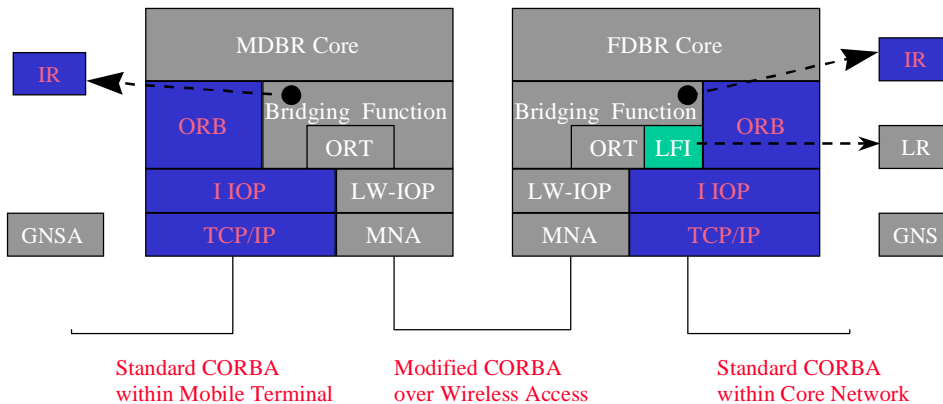 MDBR Core
FDBR Core
IR
IR
Bridging Function
Bridging Function
ORB
ORB
ORT
ORT
LFI
LR
I IOP
LW-IOP
LW-IOP
I IOP
GNSA
TCP/IP
MNA
MNA
TCP/IP
GNS
Standard CORBA
within Mobile Terminal
Modified CORBA
over Wireless Access
Standard CORBA
within Core Network